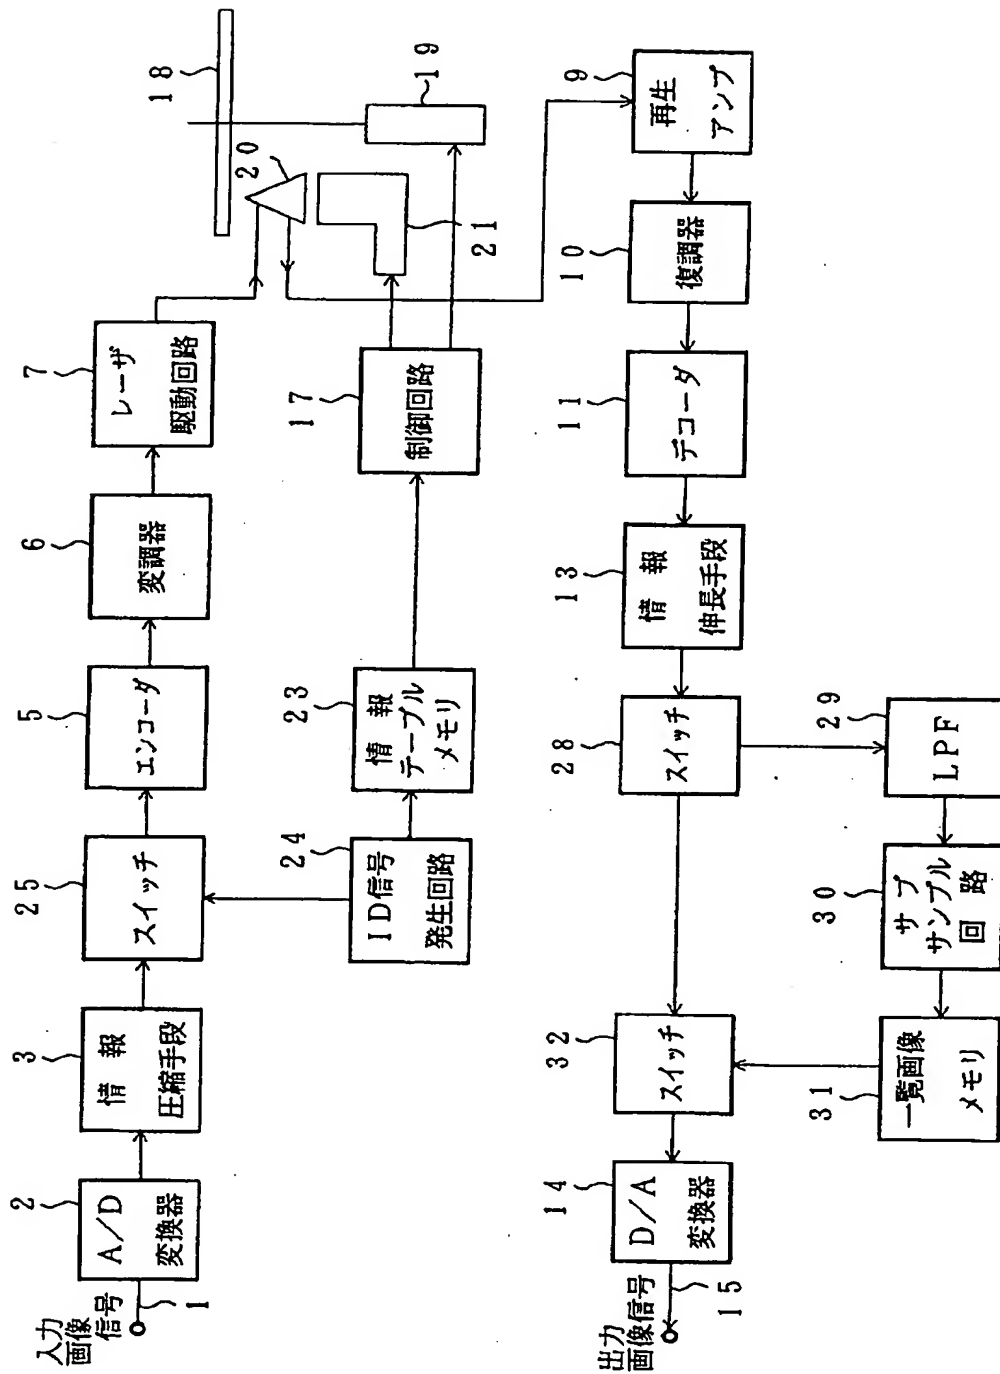 入力
画像
信号
1
2
A/D
変換器
3
情報
圧縮手段
25
スイッチ
5
エンコーダ
6
変調器
7
レーザ
駆動回路
18
20
19
21
24
ID信号
発生回路
23
情報
テーブル
メモリ
17
制御回路
9
再生
アンプ
10
復調器
11
デコーダ
13
情報
伸長手段
28
スイッチ
29
LPF
30
サブ
サンプル
回路
31
一覧画像
メモリ
32
スイッチ
14
D/A
変換器
出力
画像信号
15